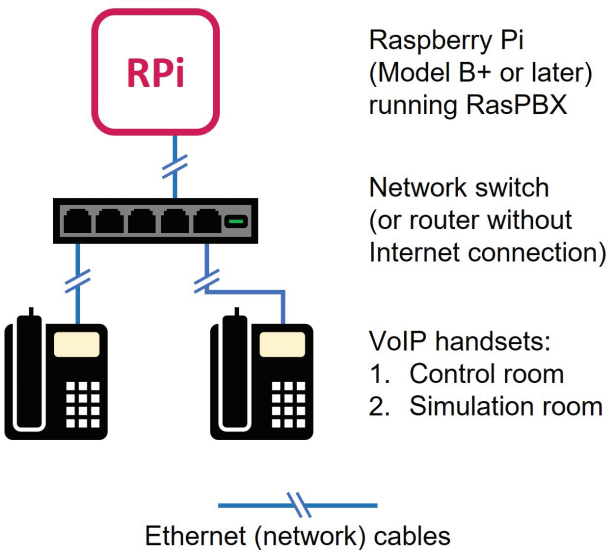 RPi
Raspberry Pi
(Model B+ or later)
running RasPBX
Network switch
(or router without
Internet connection)
VoIP handsets:
1. Control room
2. Simulation room
Ethernet (network) cables